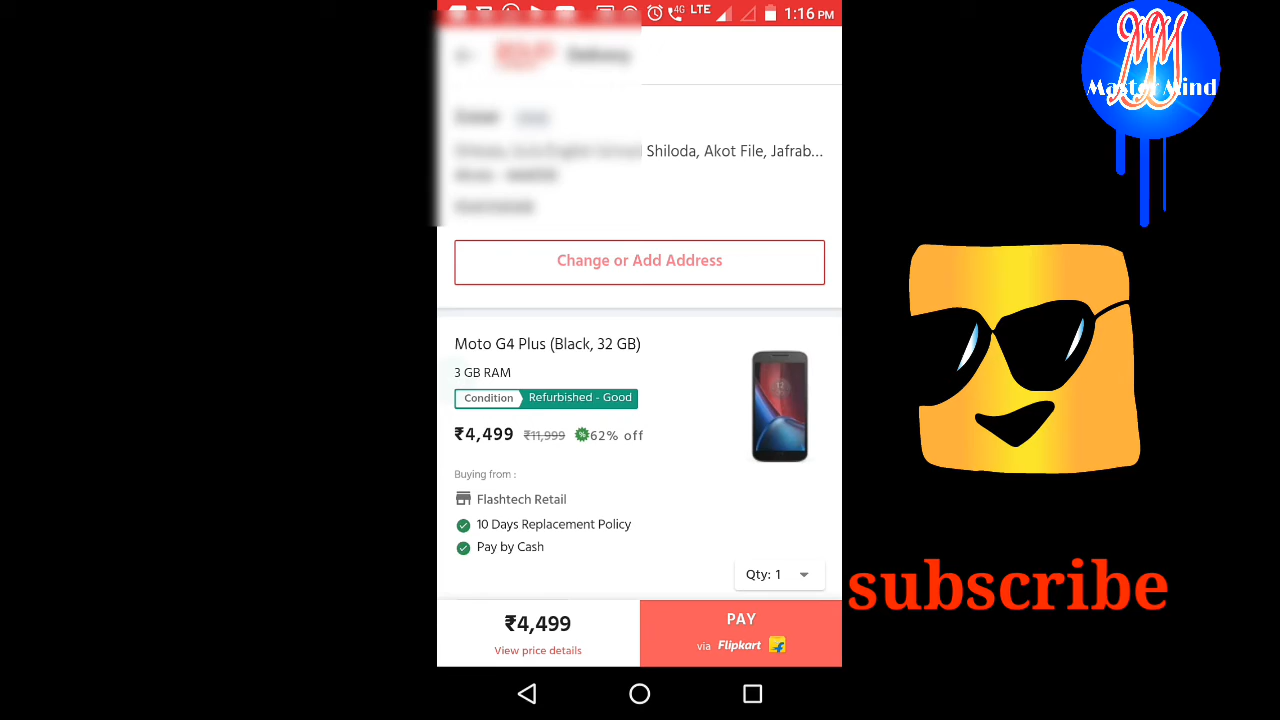 4G LTE 1:16 PM
Master Mind
Shiloda, Akot File, Jafrab...
Change or Add Address
Moto G4 Plus (Black, 32 GB)
3 GB RAM
Condition Refurbished - Good
₹4,499 ₹11,999 62% off
Buying from :
Flashtech Retail
10 Days Replacement Policy
Pay by Cash
Qty: 1
subscribe
₹4,499 PAY
View price details via Flipkart